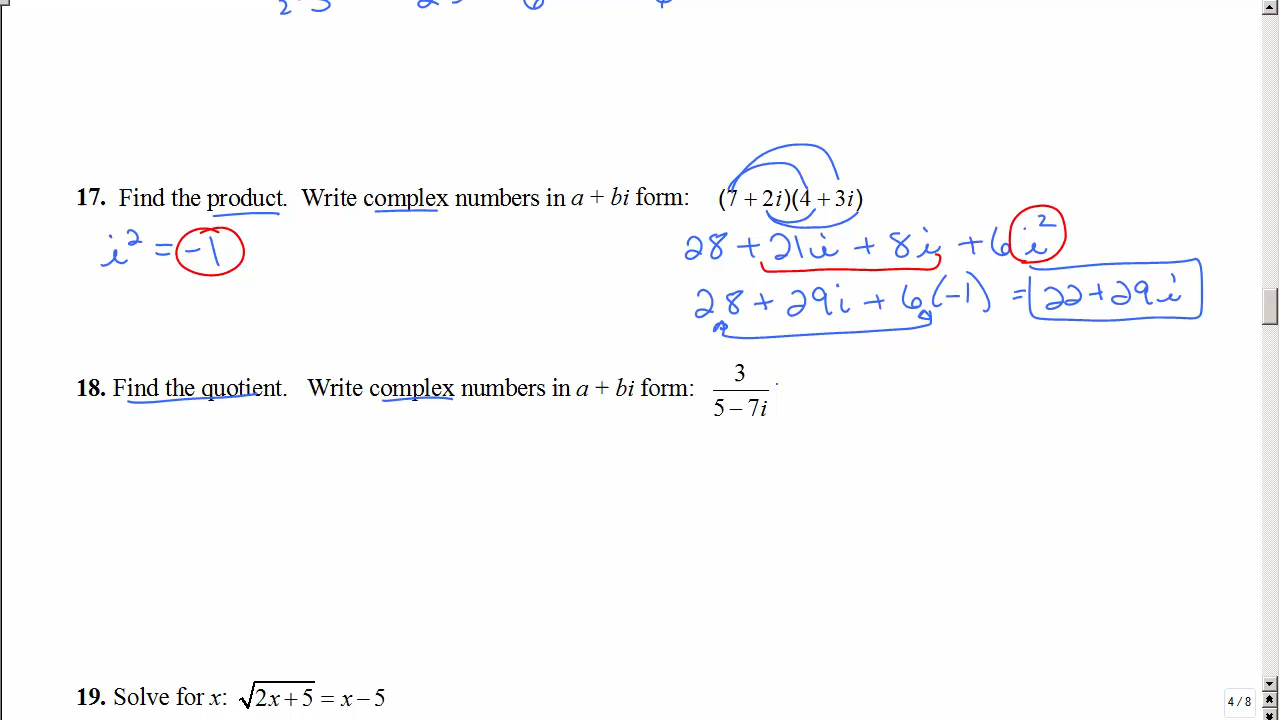 17. Find the product. Write complex numbers in a + bi form: (7 + 2i)(4 + 3i)
i² = -1
28 + 21i + 8i + 6i²
28 + 29i + 6(-1) = 22 + 29i
18. Find the quotient. Write complex numbers in a + bi form: 3/(5 – 7i)
19. Solve for x: √(2x + 5) = x – 5
4 / 8